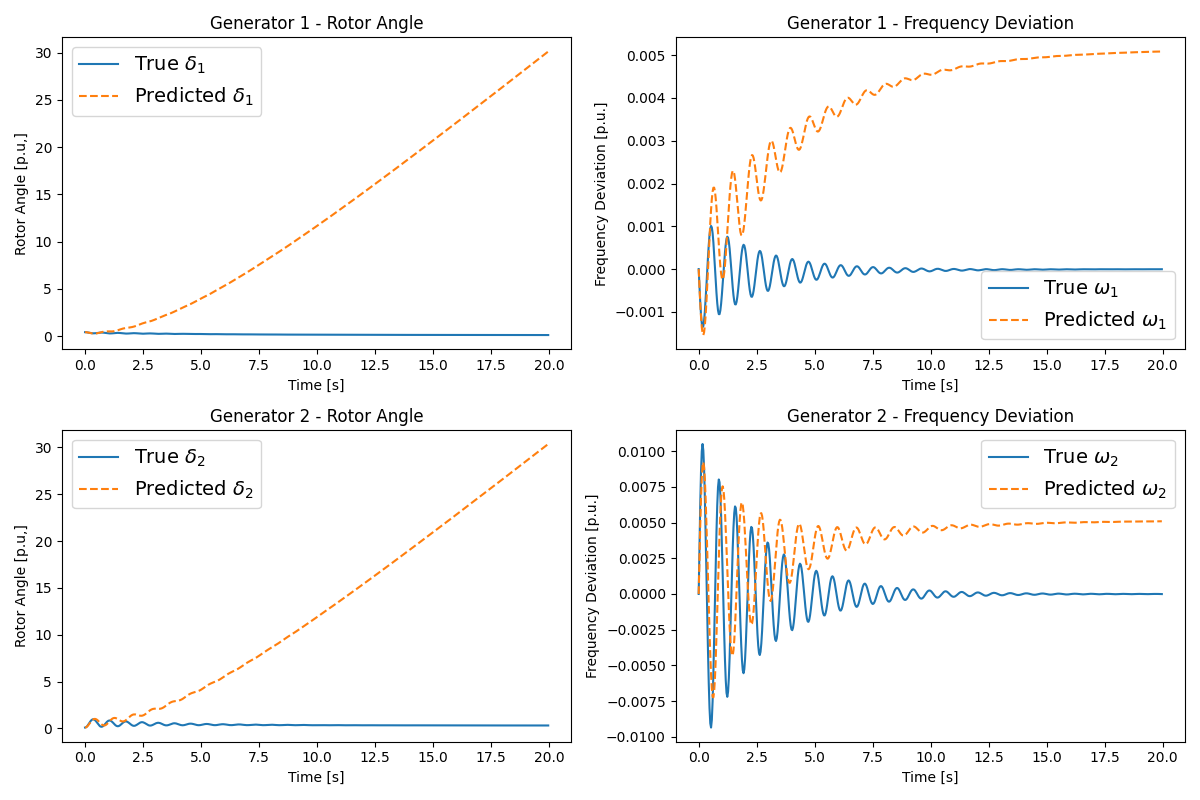 Generator 1 - Rotor Angle
Rotor Angle [p.u,]
30
25
20
15
10
5
0
True δ₁
Predicted δ₁
0.0 2.5 5.0 7.5 10.0 12.5 15.0 17.5 20.0
Time [s]
Generator 1 - Frequency Deviation
Frequency Deviation [p.u.]
0.005
0.004
0.003
0.002
0.001
0.000
−0.001
True ω₁
Predicted ω₁
0.0 2.5 5.0 7.5 10.0 12.5 15.0 17.5 20.0
Time [s]
Generator 2 - Rotor Angle
Rotor Angle [p.u,]
30
25
20
15
10
5
0
True δ₂
Predicted δ₂
0.0 2.5 5.0 7.5 10.0 12.5 15.0 17.5 20.0
Time [s]
Generator 2 - Frequency Deviation
Frequency Deviation [p.u.]
0.0100
0.0075
0.0050
0.0025
0.0000
−0.0025
−0.0050
−0.0075
−0.0100
True ω₂
Predicted ω₂
0.0 2.5 5.0 7.5 10.0 12.5 15.0 17.5 20.0
Time [s]